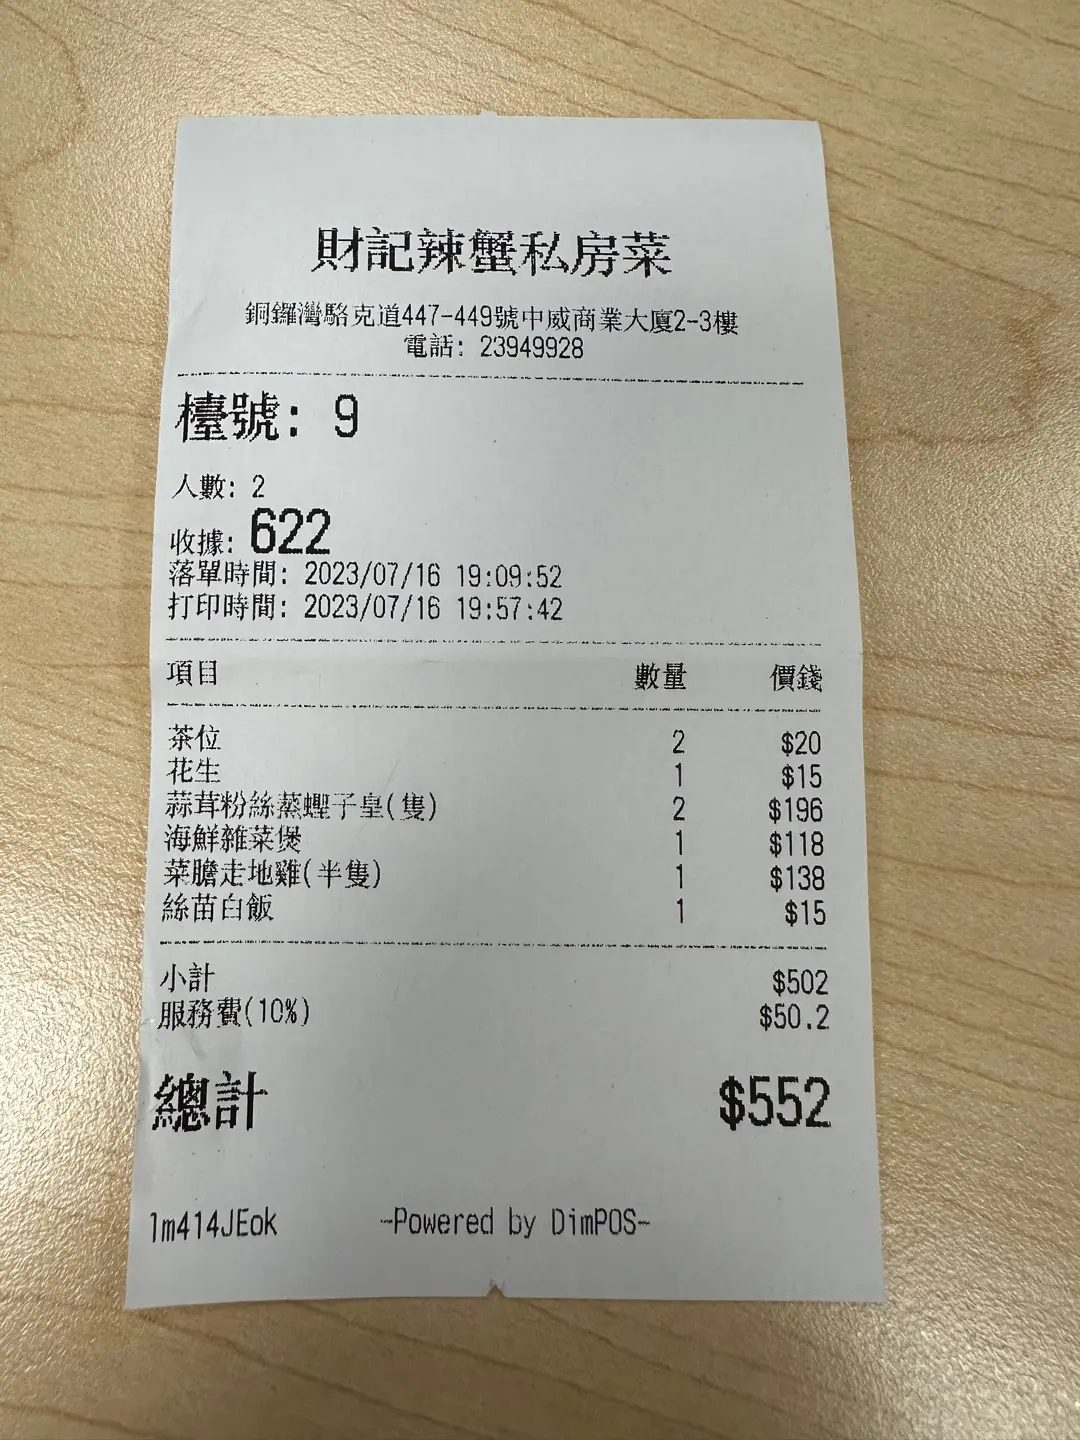 財記辣蟹私房菜
銅鑼灣駱克道447-449號中威商業大廈2-3樓
電話: 23949928
檯號: 9
人數: 2
收據: 622
落單時間: 2023/07/16 19:09:52
打印時間: 2023/07/16 19:57:42
項目 數量 價錢
茶位 2 $20
花生 1 $15
蒜茸粉絲蒸蟶子皇(隻) 2 $196
海鮮雜菜煲 1 $118
菜膽走地雞(半隻) 1 $138
絲苗白飯 1 $15
小計 $502
服務費(10%) $50.2
總計 $552
1m414JEok -Powered by DimPOS-